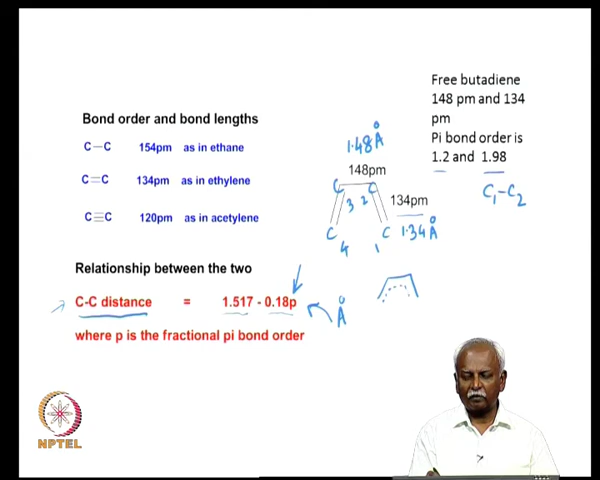 Free butadiene
148 pm and 134
pm
Pi bond order is
1.2 and 1.98
C1-C2
Bond order and bond lengths
C－C 154pm as in ethane
C=C 134pm as in ethylene
C≡C 120pm as in acetylene
1.48Å
148pm
C C
3 2
134pm
C C 1.34Å
4 1
Relationship between the two
C-C distance = 1.517 - 0.18p
Å
where p is the fractional pi bond order
NPTEL